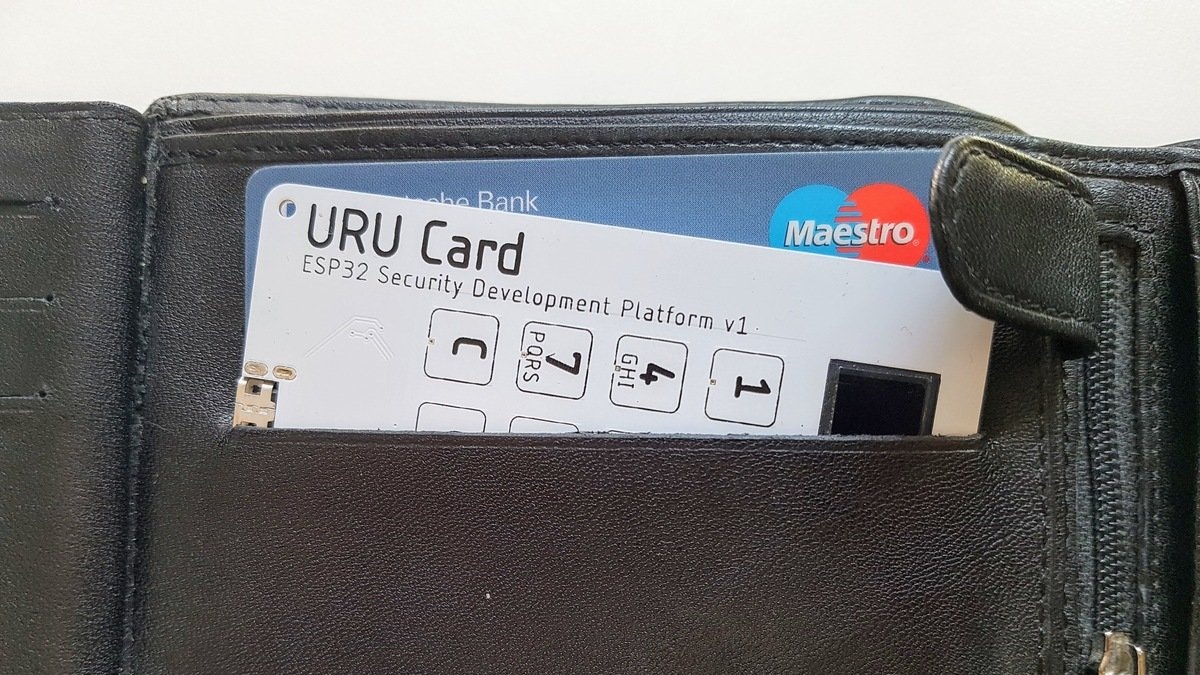 Bank
Maestro
URU Card
ESP32 Security Development Platform v1
C
7
PQRS
4
GHI
1